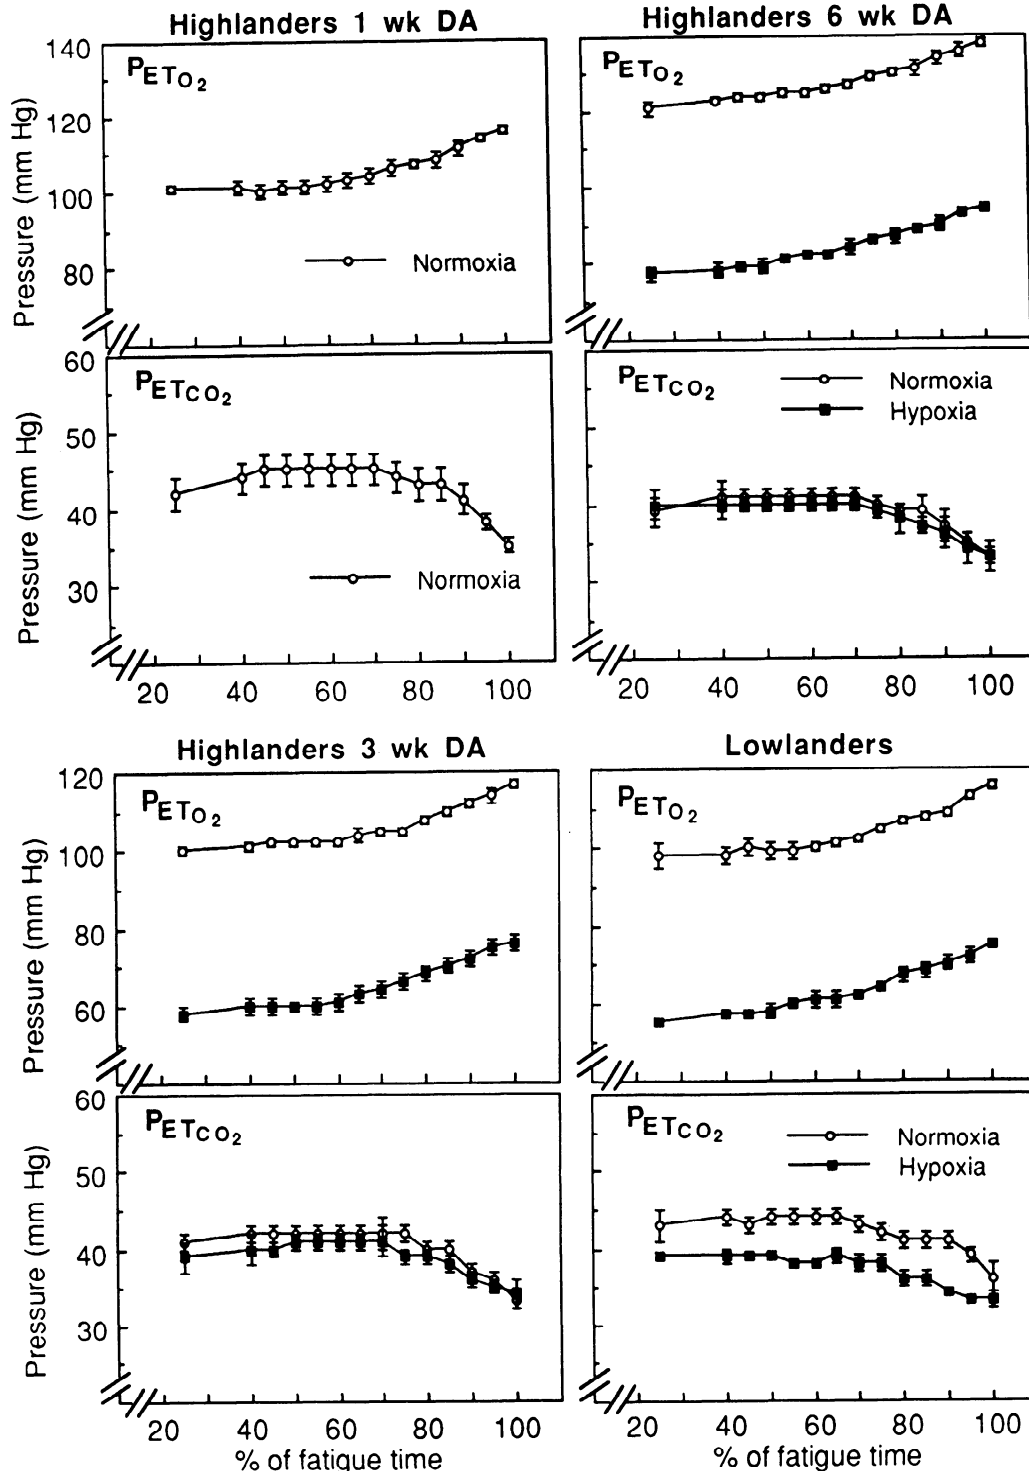 Highlanders 1 wk DA
Highlanders 6 wk DA
140
120
100
80
Pressure (mm Hg)
PETO2
Normoxia
PETO2
60
50
40
30
Pressure (mm Hg)
PETCO2
Normoxia
20 40 60 80 100
PETCO2
Normoxia
Hypoxia
20 40 60 80 100
Highlanders 3 wk DA
Lowlanders
120
100
80
60
Pressure (mm Hg)
PETO2
PETO2
60
50
40
30
Pressure (mm Hg)
PETCO2
20 40 60 80 100
% of fatigue time
PETCO2
Normoxia
Hypoxia
20 40 60 80 100
% of fatigue time